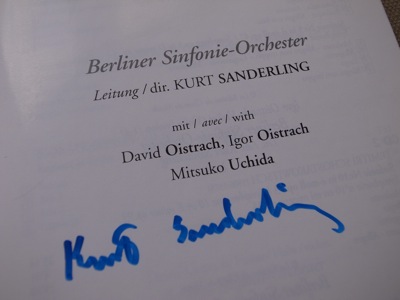 Berliner Sinfonie-Orchester
Leitung / dir. KURT SANDERLING
mit / avec / with
David Oistrach, Igor Oistrach
Mitsuko Uchida
Kurt Sanderling